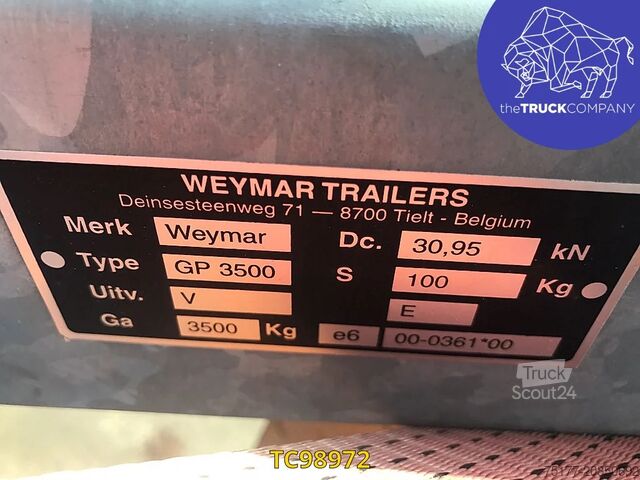 theTRUCKCOMPANY
WEYMAR TRAILERS
Deinsesteenweg 71 — 8700 Tielt - Belgium
Merk Weymar Dc. 30,95 kN
Type GP 3500 S 100 Kg
Uitv. V E
Ga 3500 Kg e6 00-0361*00
Truck
Scout24
TC98972